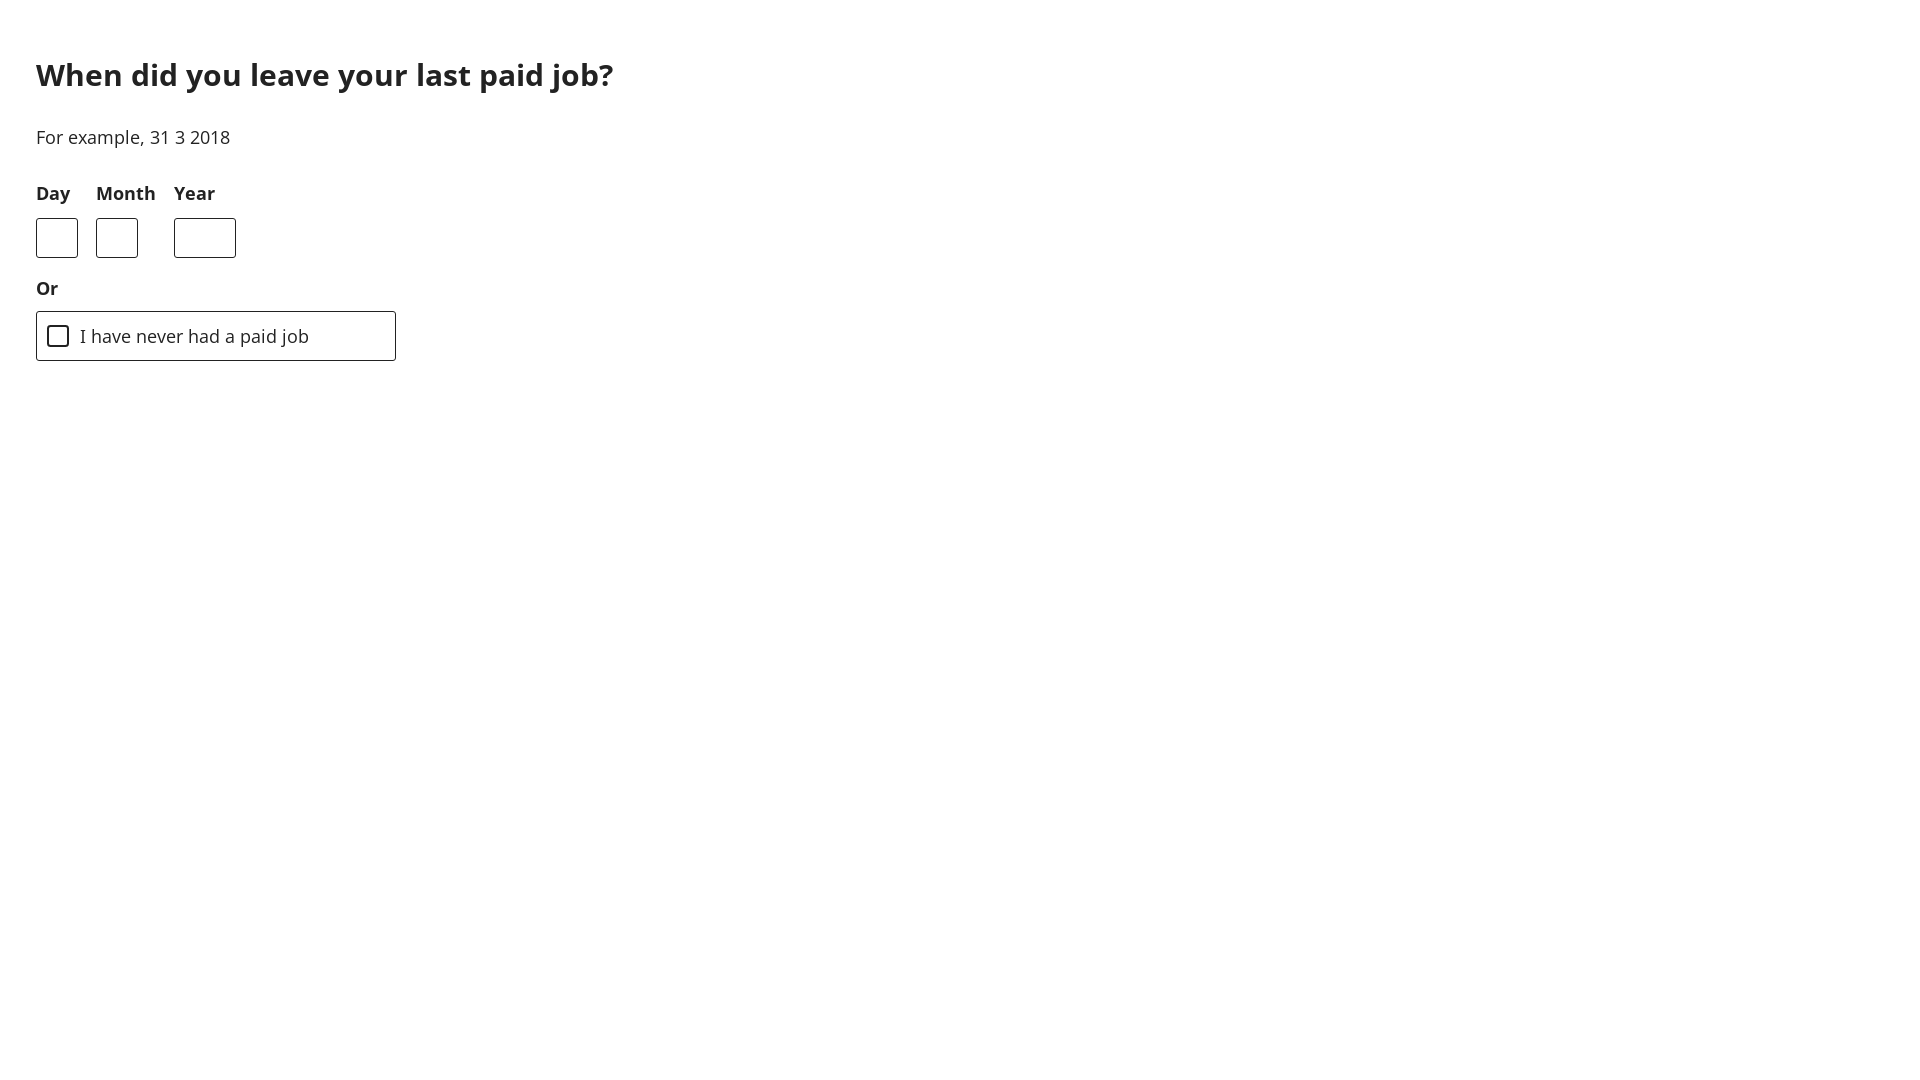 When did you leave your last paid job?
For example, 31 3 2018
Day Month Year
Or
I have never had a paid job